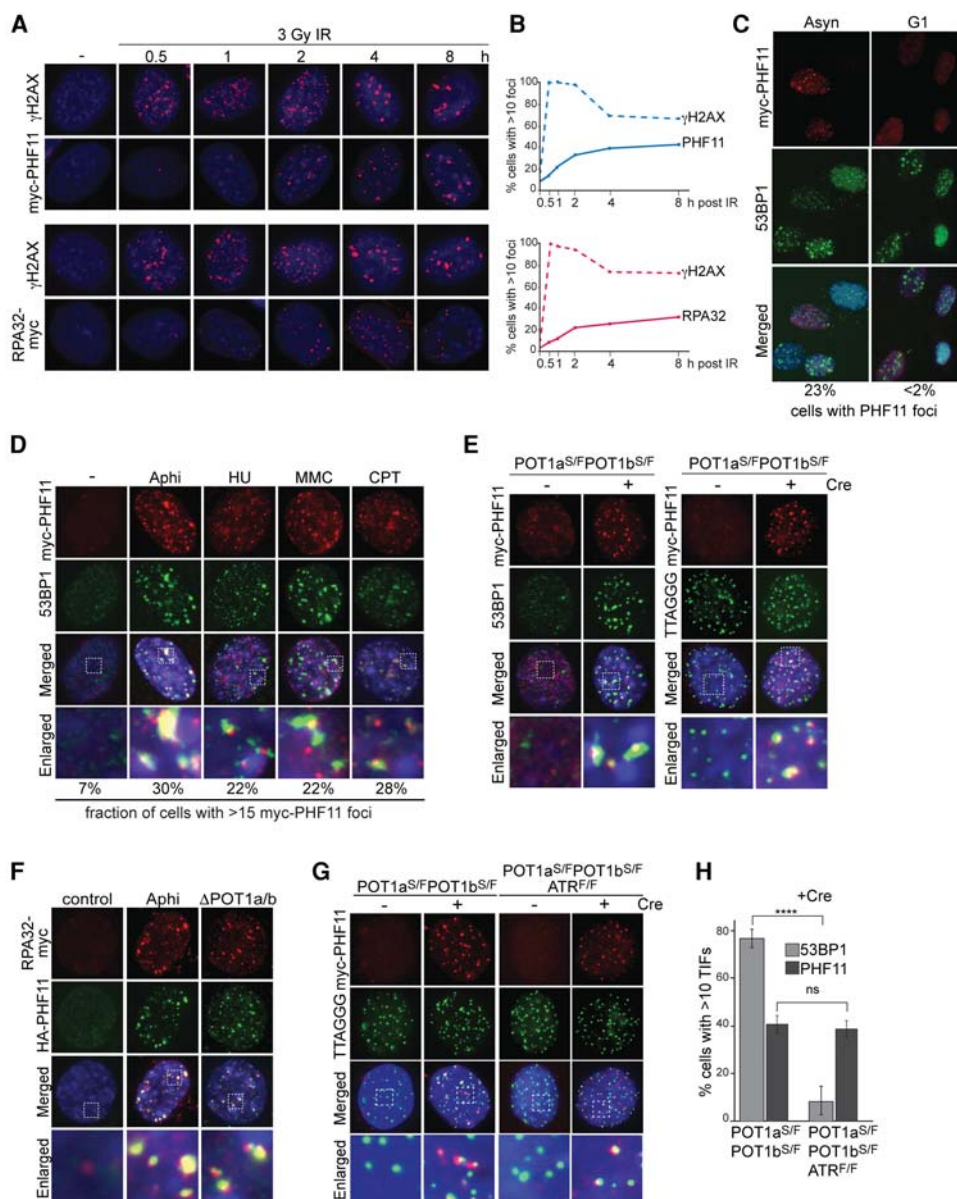 A
3 Gy IR
- 0.5 1 2 4 8 h
γH2AX
myc-PHF11
γH2AX
RPA32-
myc
B
% cells with >10 foci
100
80
60
40
20
0
γH2AX
PHF11
0.5 1 2 4 8 h post IR
% cells with >10 foci
100
80
60
40
20
0
γH2AX
RPA32
0.5 1 2 4 8 h post IR
C
Asyn G1
myc-PHF11
53BP1
Merged
23% <2%
cells with PHF11 foci
D
- Aphi HU MMC CPT
myc-PHF11
53BP1
Merged
Enlarged
7% 30% 22% 22% 28%
fraction of cells with >15 myc-PHF11 foci
E
POT1aS/FPOT1bS/F POT1aS/FPOT1bS/F
- + - + Cre
myc-PHF11
53BP1
Merged
Enlarged
myc-PHF11
TTAGGG
Merged
Enlarged
F
control Aphi ΔPOT1a/b
RPA32-
myc
HA-PHF11
Merged
Enlarged
G
POT1aS/FPOT1bS/F
POT1aS/FPOT1bS/F
ATRF/F
- + - + Cre
myc-PHF11
TTAGGG
Merged
Enlarged
H
+Cre
****
53BP1
PHF11
ns
% cells with >10 TIFs
80
60
40
20
0
POT1aS/F
POT1bS/F
POT1aS/F
POT1bS/F
ATRF/F